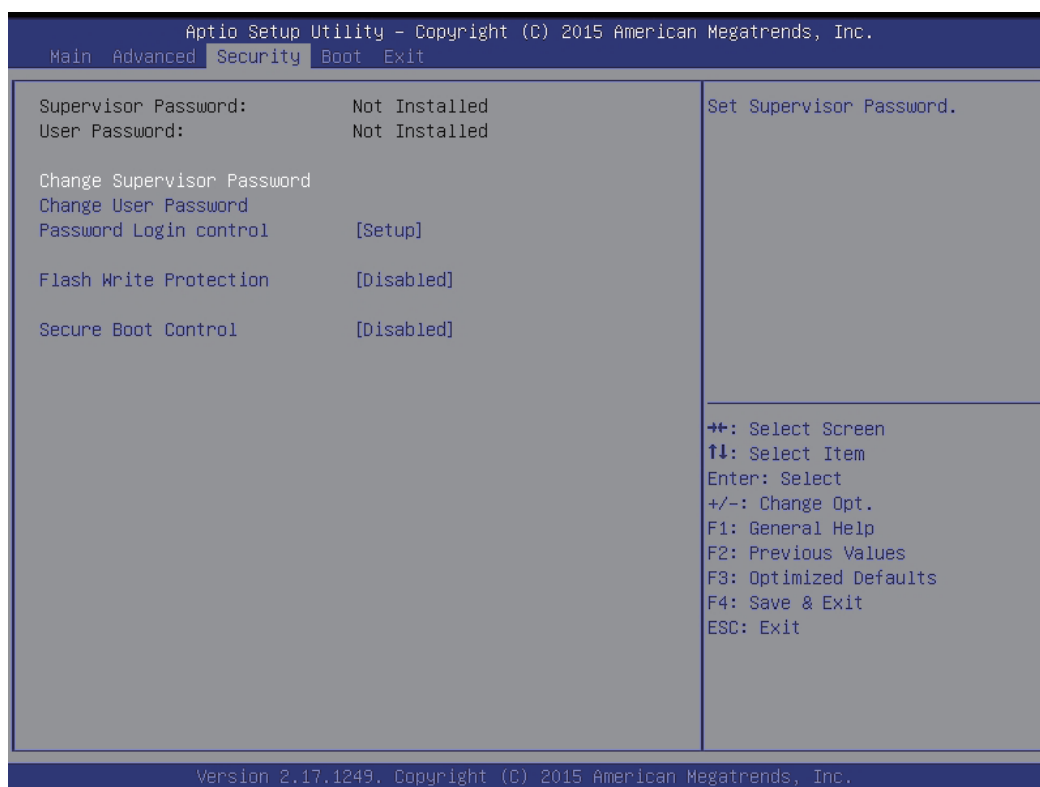 Aptio Setup Utility – Copyright (C) 2015 American Megatrends, Inc.
Main Advanced Security Boot Exit
Supervisor Password: Not Installed
User Password: Not Installed
Change Supervisor Password
Change User Password
Password Login control [Setup]
Flash Write Protection [Disabled]
Secure Boot Control [Disabled]
Set Supervisor Password.
→←: Select Screen
↑↓: Select Item
Enter: Select
+/-: Change Opt.
F1: General Help
F2: Previous Values
F3: Optimized Defaults
F4: Save & Exit
ESC: Exit
Version 2.17.1249. Copyright (C) 2015 American Megatrends, Inc.